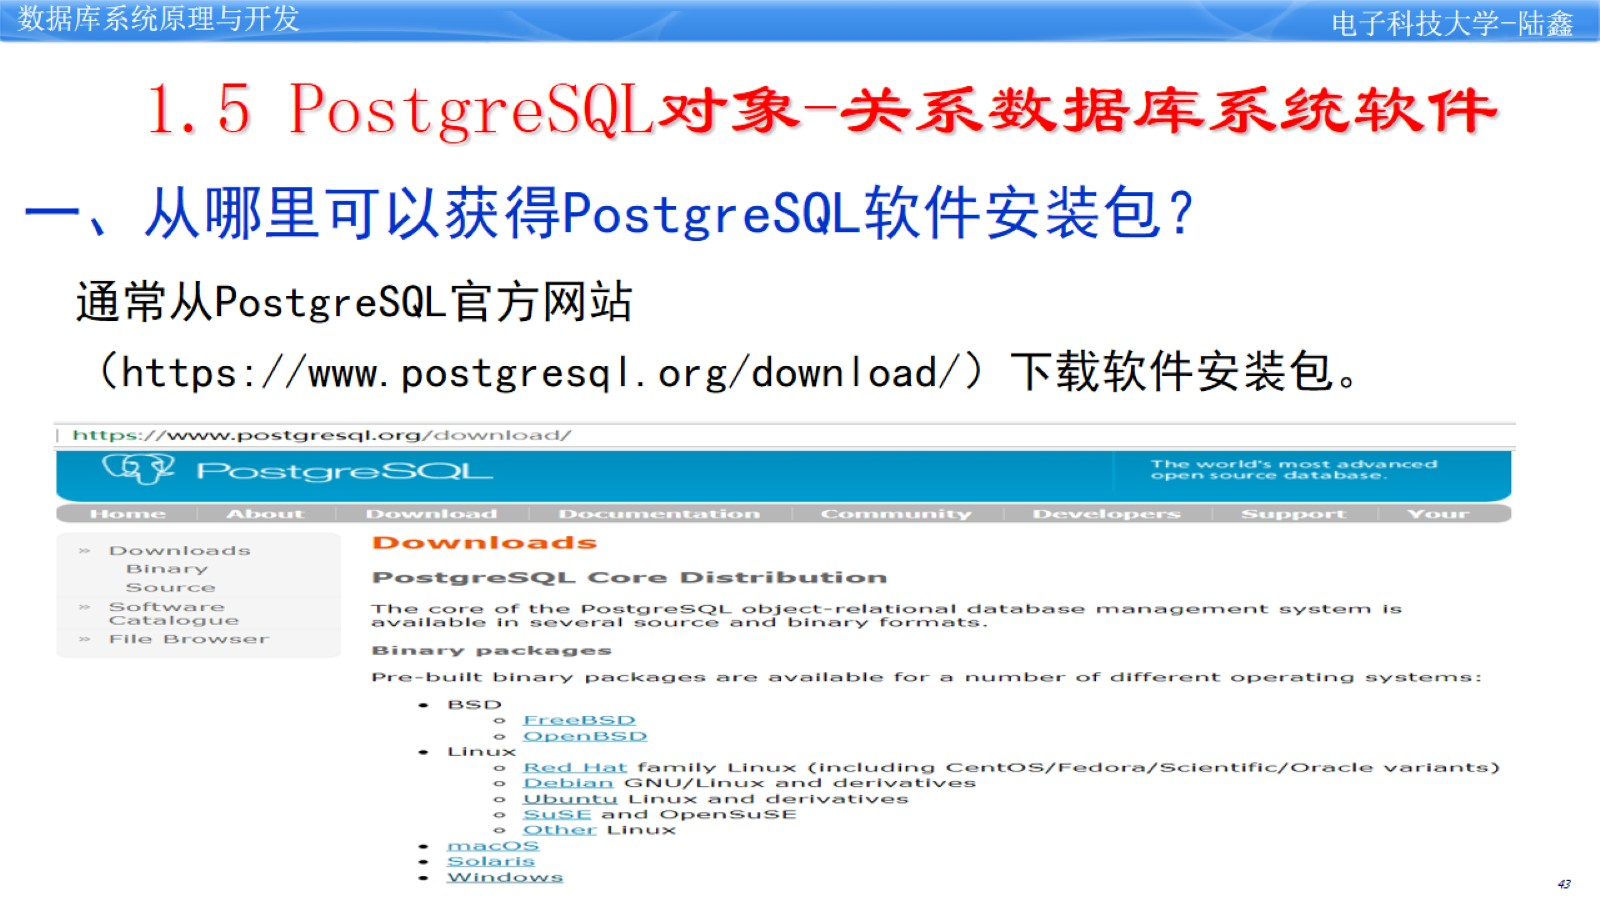 数据库系统原理与开发
电子科技大学-陆鑫
1.5 PostgreSQL对象-关系数据库系统软件
一、从哪里可以获得PostgreSQL软件安装包？
通常从PostgreSQL官方网站
（https://www.postgresql.org/download/）下载软件安装包。
https://www.postgresql.org/download/
PostgreSQL
The world's most advanced
open source database.
Home About Download Documentation Community Developers Support Your
» Downloads
Binary
Source
» Software
Catalogue
» File Browser
Downloads
PostgreSQL Core Distribution
The core of the PostgreSQL object-relational database management system is
available in several source and binary formats.
Binary packages
Pre-built binary packages are available for a number of different operating systems:
• BSD
○ FreeBSD
○ OpenBSD
• Linux
○ Red Hat family Linux (including CentOS/Fedora/Scientific/Oracle variants)
○ Debian GNU/Linux and derivatives
○ Ubuntu Linux and derivatives
○ SuSE and OpenSuSE
○ Other Linux
• macOS
• Solaris
• Windows
43